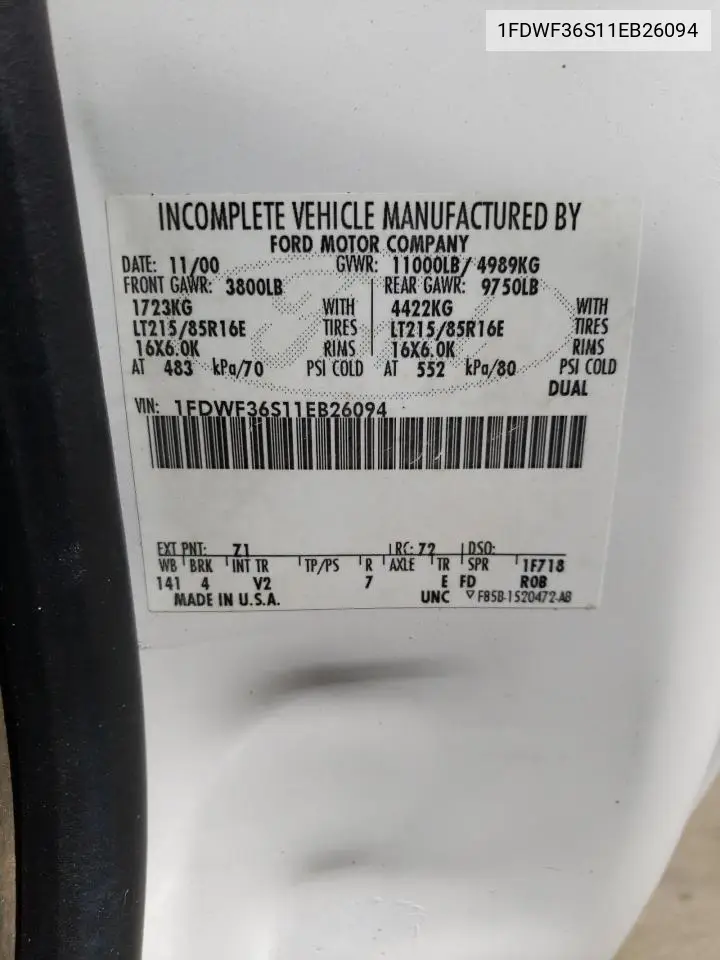 1FDWF36S11EB26094
INCOMPLETE VEHICLE MANUFACTURED BY
FORD MOTOR COMPANY
DATE: 11/00 GVWR: 11000LB/ 4989KG
FRONT GAWR: 3800LB REAR GAWR: 9750LB
1723KG WITH 4422KG WITH
LT215/85R16E TIRES LT215/85R16E TIRES
16X6.0K RIMS 16X6.0K RIMS
AT 483 kPa/70 PSI COLD AT 552 kPa/80 PSI COLD
DUAL
VIN: 1FDWF36S11EB26094
EXT PNT: Z1 RC: 72 DSO:
WB BRK INT TR TP/PS R AXLE TR SPR 1F718
141 4 V2 7 E FD ROB
MADE IN U.S.A. UNC ▽ F85B-1520472-AB